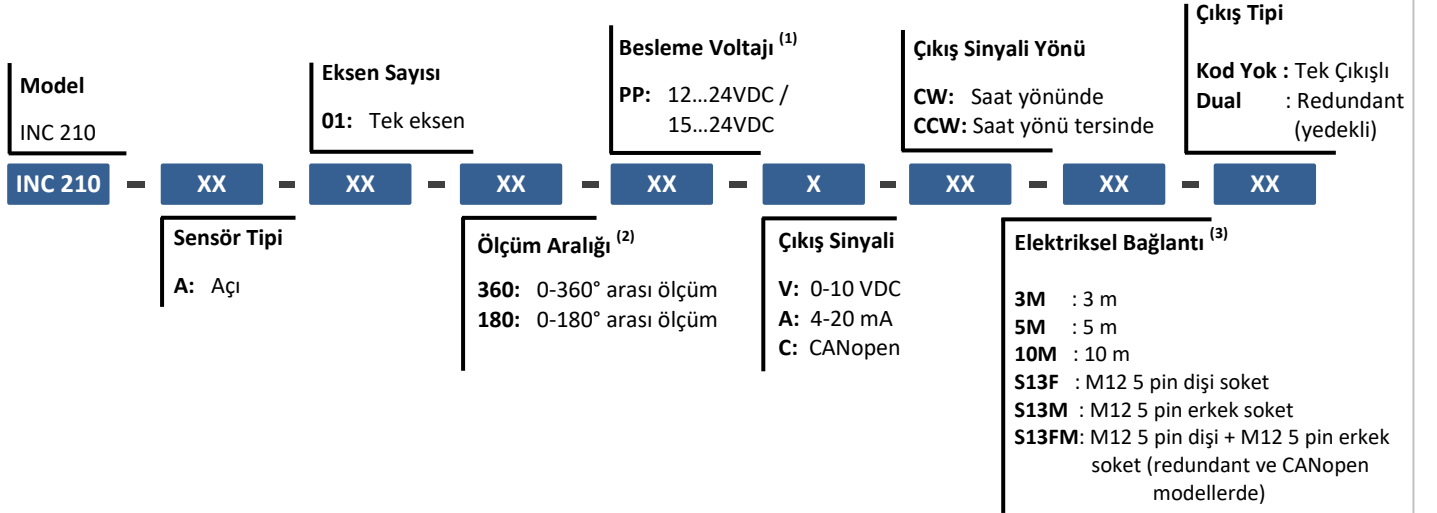 Model
INC 210
Eksen Sayısı
01: Tek eksen
Besleme Voltajı (1)
PP: 12...24VDC /
15...24VDC
Çıkış Sinyali Yönü
CW: Saat yönünde
CCW: Saat yönü tersinde
Çıkış Tipi
Kod Yok : Tek Çıkışlı
Dual : Redundant
(yedekli)
INC 210 - XX - XX - XX - XX - X - XX - XX - XX
Sensör Tipi
A: Açı
Ölçüm Aralığı (2)
360: 0-360° arası ölçüm
180: 0-180° arası ölçüm
Çıkış Sinyali
V: 0-10 VDC
A: 4-20 mA
C: CANopen
Elektriksel Bağlantı (3)
3M : 3 m
5M : 5 m
10M : 10 m
S13F : M12 5 pin dişi soket
S13M : M12 5 pin erkek soket
S13FM: M12 5 pin dişi + M12 5 pin erkek
soket (redundant ve CANopen
modellerde)